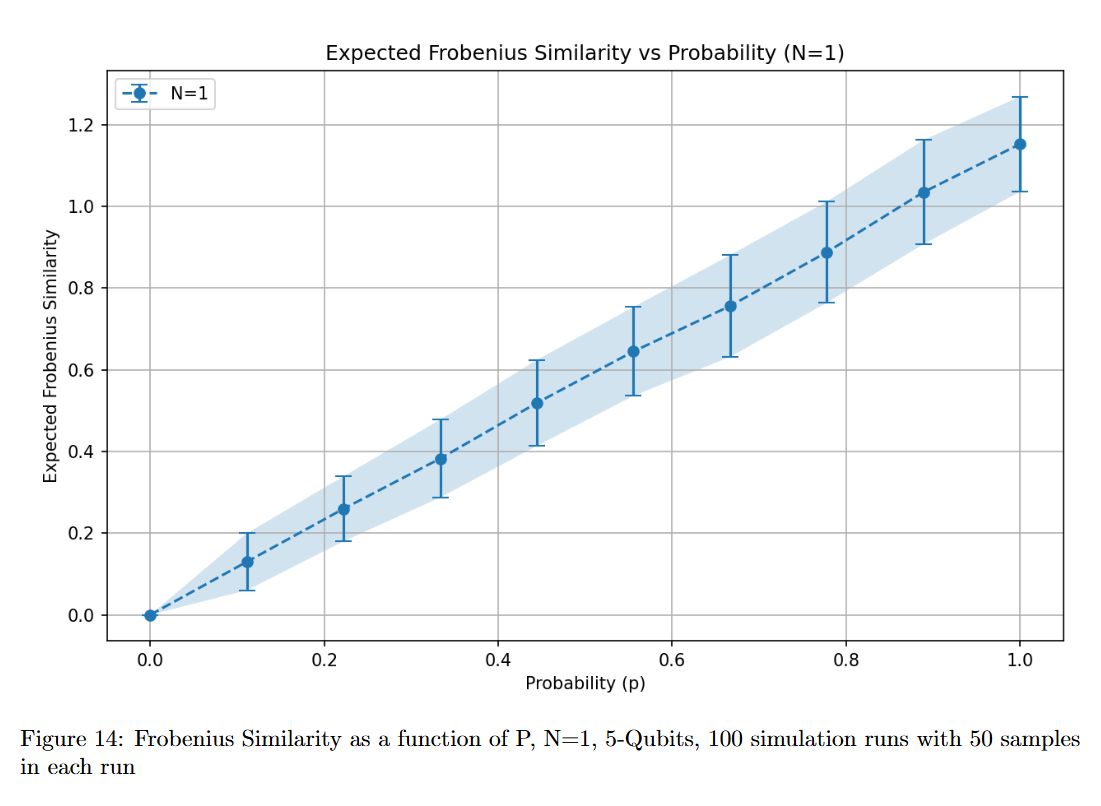 Expected Frobenius Similarity vs Probability (N=1)
N=1
Expected Frobenius Similarity
1.2
1.0
0.8
0.6
0.4
0.2
0.0
0.0 0.2 0.4 0.6 0.8 1.0
Probability (p)
Figure 14: Frobenius Similarity as a function of P, N=1, 5-Qubits, 100 simulation runs with 50 samples
in each run